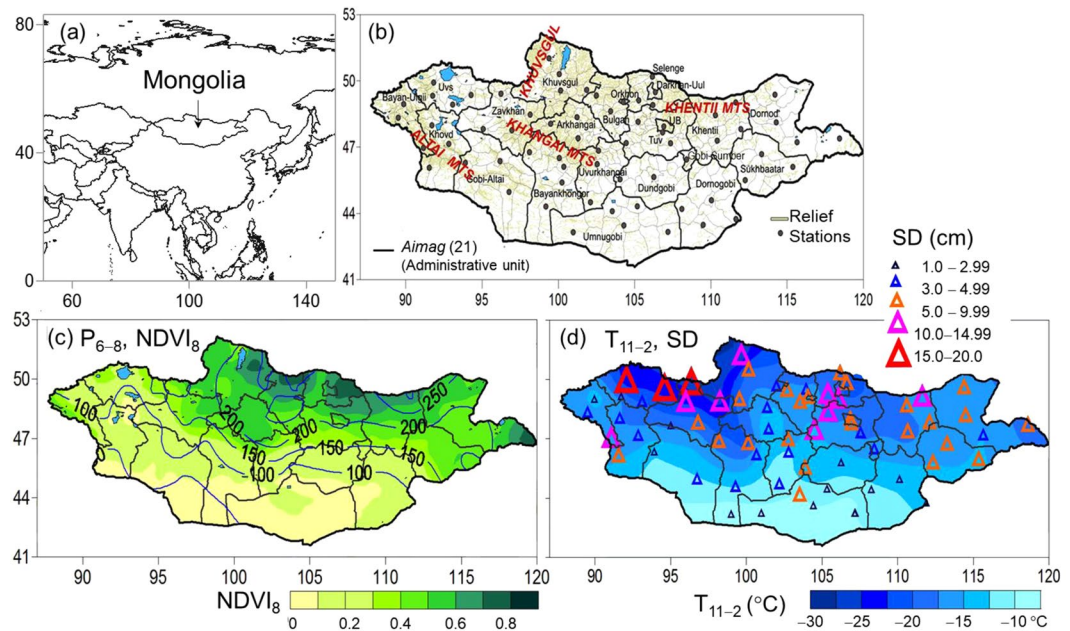 (a)
Mongolia
80
40
0
60
100
140
(b)
53
50
47
44
41
90
95
100
105
110
115
120
KHUVSGUL
ALTAI MTS
KHANGAI MTS
KHENTII MTS
Bayan-Ulgii
Uvs
Khovd
Zavkhan
Khuvsgul
Arkhangai
Bulgan
Orkhon
Selenge
Darkhan-Uul
UB
Tuv
Khentii
Dornod
Gobi-Sumber
Sükhbaatar
Gobi-Altai
Bayankhongor
Uvurkhangai
Dundgobi
Dornogobi
Umnugobi
Relief
Stations
Aimag (21)
(Administrative unit)
SD (cm)
1.0 – 2.99
3.0 – 4.99
5.0 – 9.99
10.0–14.99
15.0–20.0
(c) P6–8, NDVI8
53
50
47
44
41
100
200
200
150
150
100
150
100
200
250
90
95
100
105
110
115
120
NDVI8
0
0.2
0.4
0.6
0.8
(d) T11–2, SD
53
50
47
44
41
90
95
100
105
110
115
120
T11–2 (°C)
–30
–25
–20
–15
–10 °C